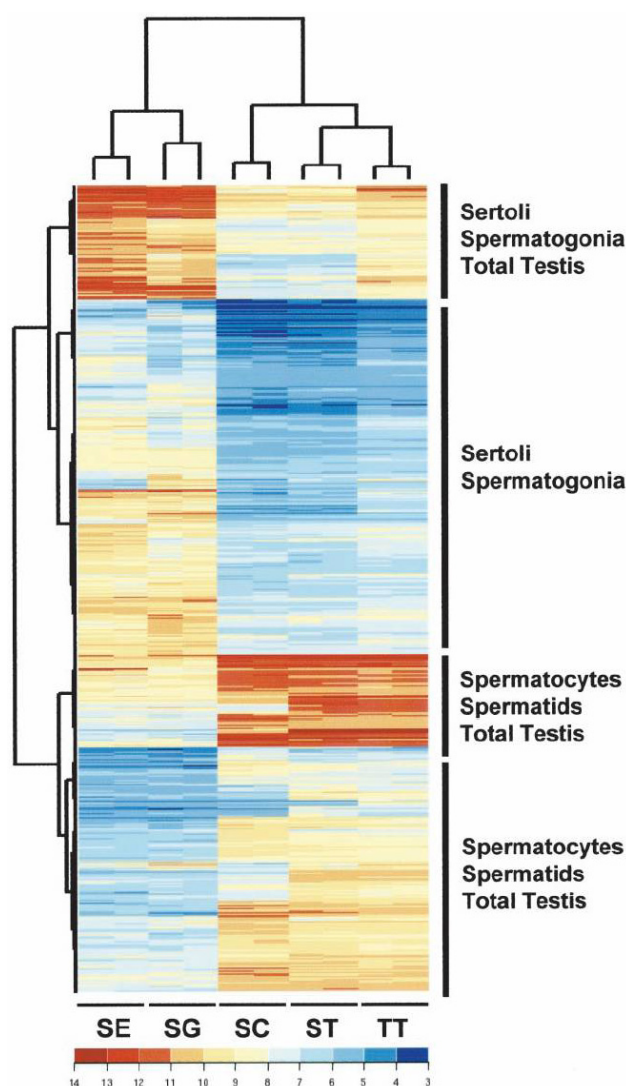 Sertoli
Spermatogonia
Total Testis
Sertoli
Spermatogonia
Spermatocytes
Spermatids
Total Testis
Spermatocytes
Spermatids
Total Testis
SE SG SC ST TT
14 13 12 11 10 9 8 7 6 5 4 3